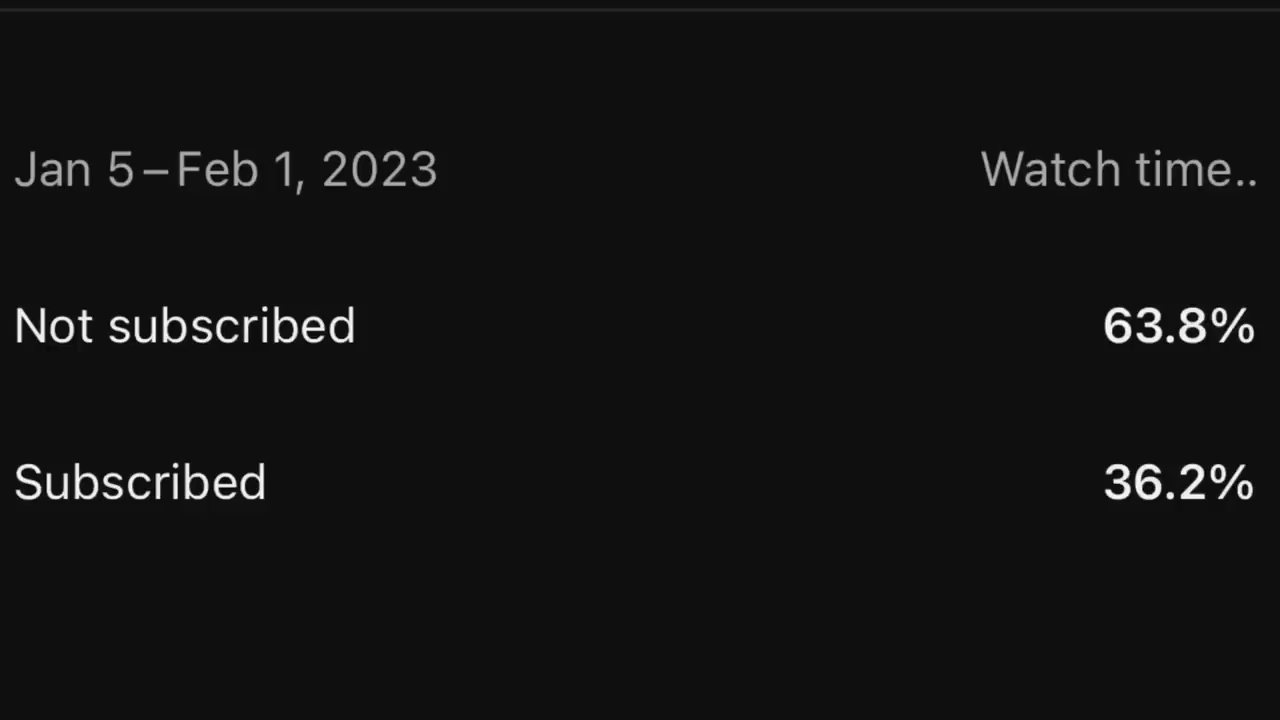 Jan 5 – Feb 1, 2023 Watch time..
Not subscribed 63.8%
Subscribed 36.2%